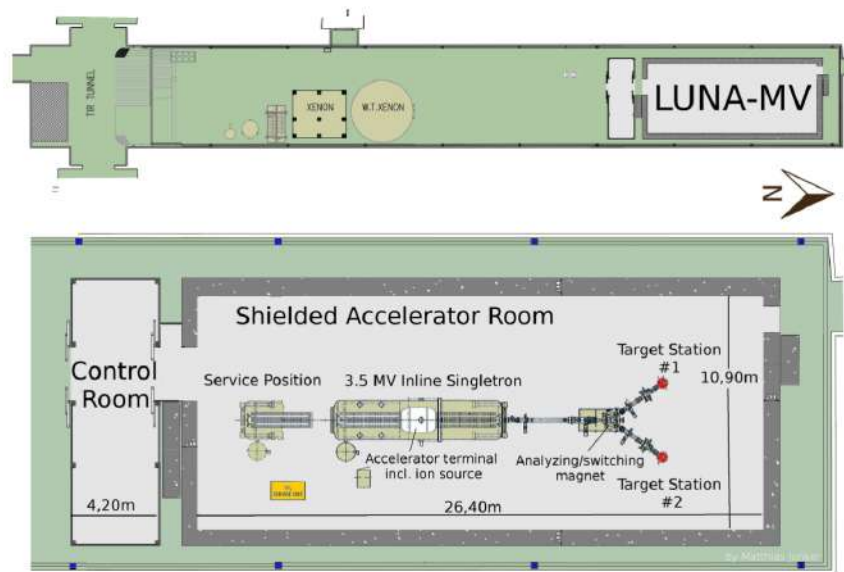 TIR TUNNEL
XENON
W.T.XENON
LUNA-MV
N
Shielded Accelerator Room
Control
Room
Service Position
3.5 MV Inline Singletron
Target Station
#1
10,90m
Accelerator terminal
incl. ion source
Analyzing/switching
magnet
Target Station
#2
4,20m
26,40m
by Matthias Junker